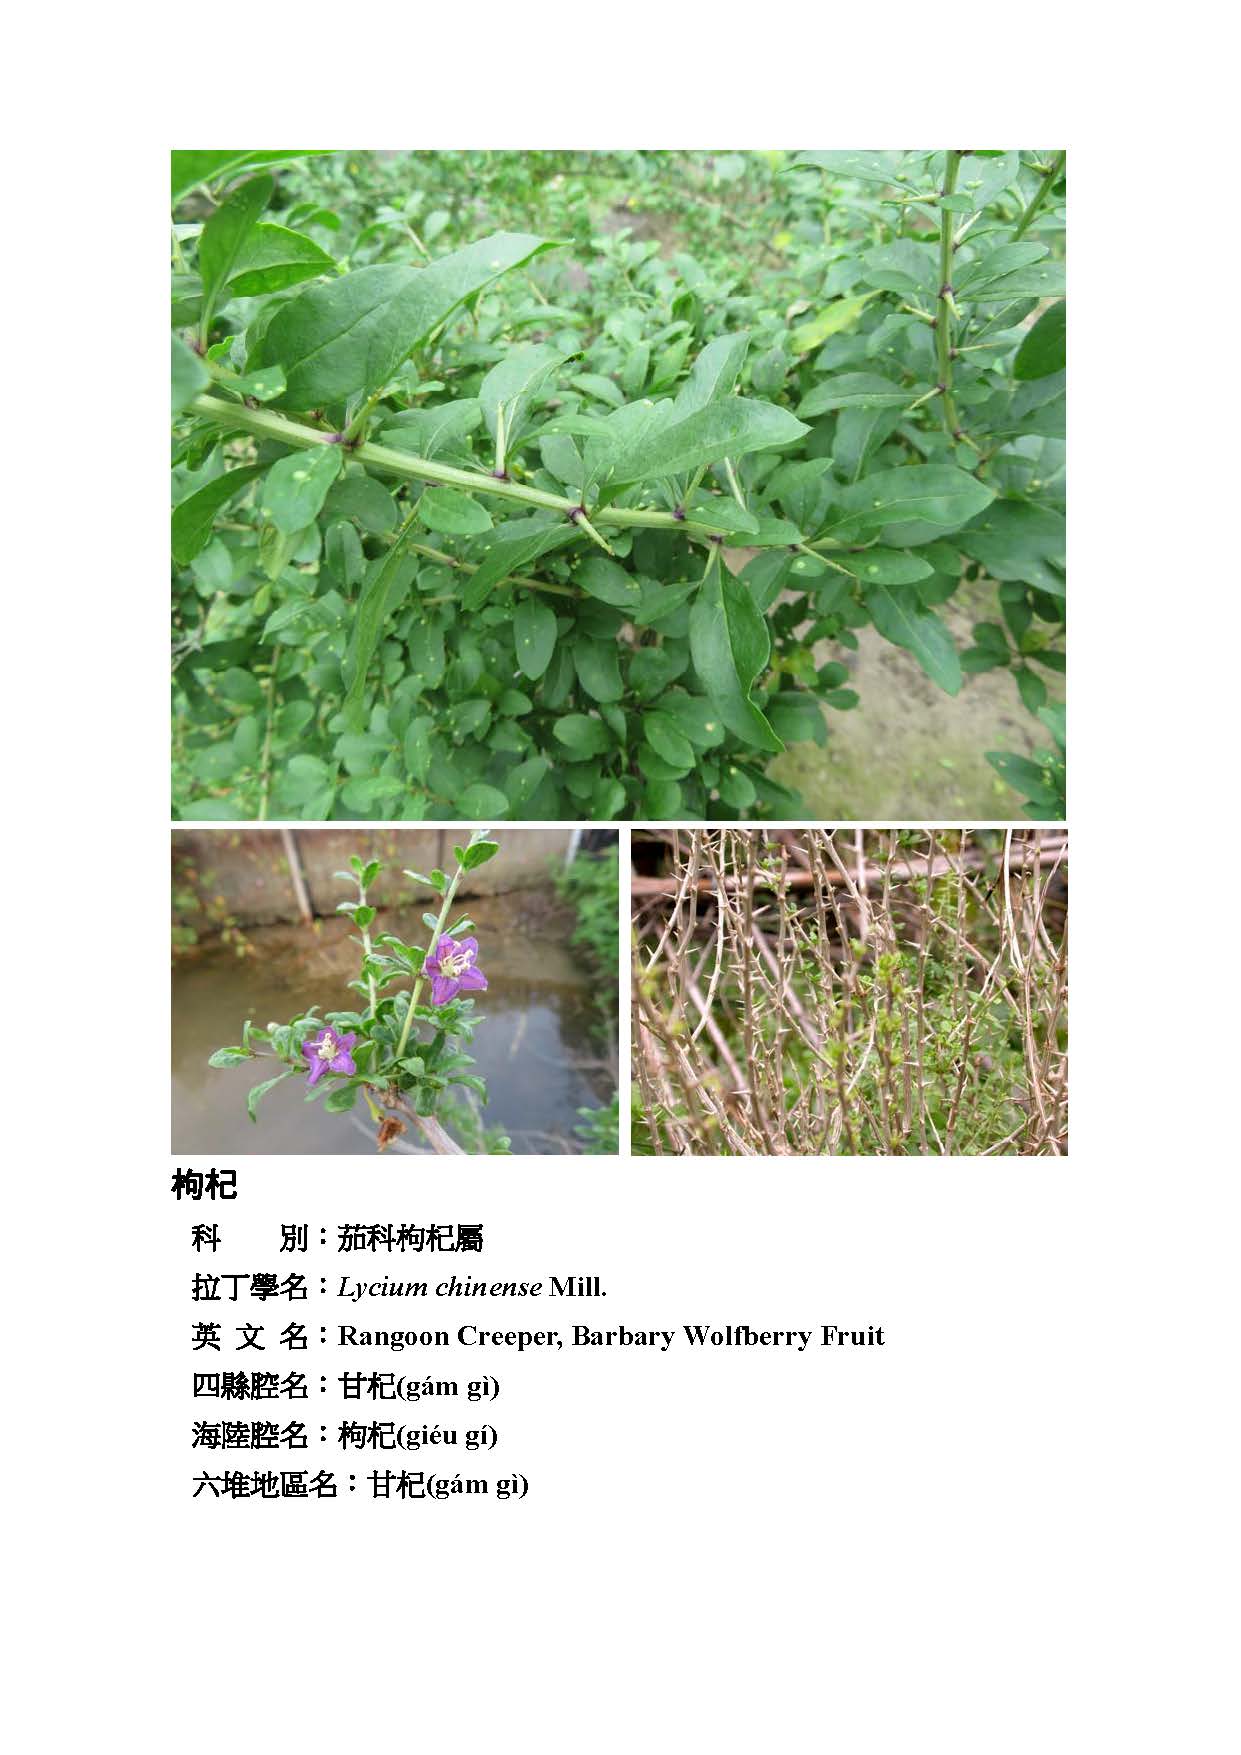 枸杞
科　　別：茄科枸杞屬
拉丁學名：Lycium chinense Mill.
英 文 名：Rangoon Creeper, Barbary Wolfberry Fruit
四縣腔名：甘杞(gám gì)
海陸腔名：枸杞(giéu gí)
六堆地區名：甘杞(gám gì)